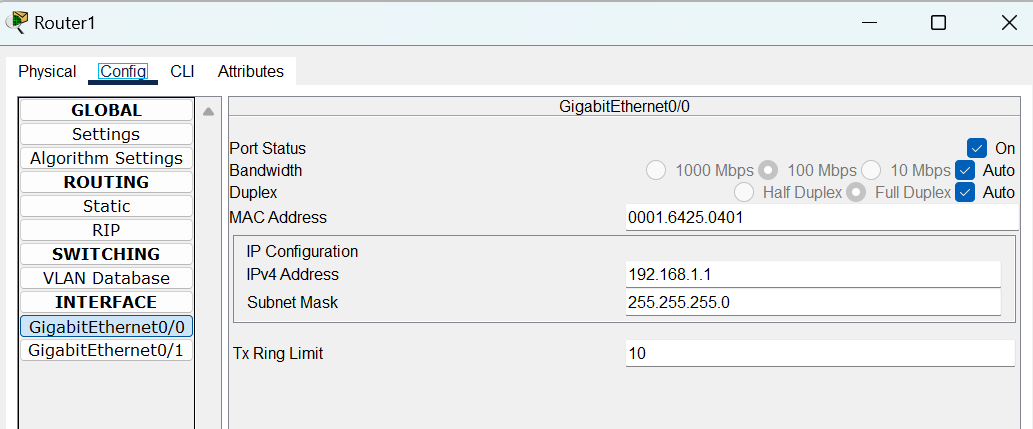 Router1
Physical Config CLI Attributes
GLOBAL
Settings
Algorithm Settings
ROUTING
Static
RIP
SWITCHING
VLAN Database
INTERFACE
GigabitEthernet0/0
GigabitEthernet0/1
GigabitEthernet0/0
Port Status On
Bandwidth 1000 Mbps 100 Mbps 10 Mbps Auto
Duplex Half Duplex Full Duplex Auto
MAC Address 0001.6425.0401
IP Configuration
IPv4 Address 192.168.1.1
Subnet Mask 255.255.255.0
Tx Ring Limit 10